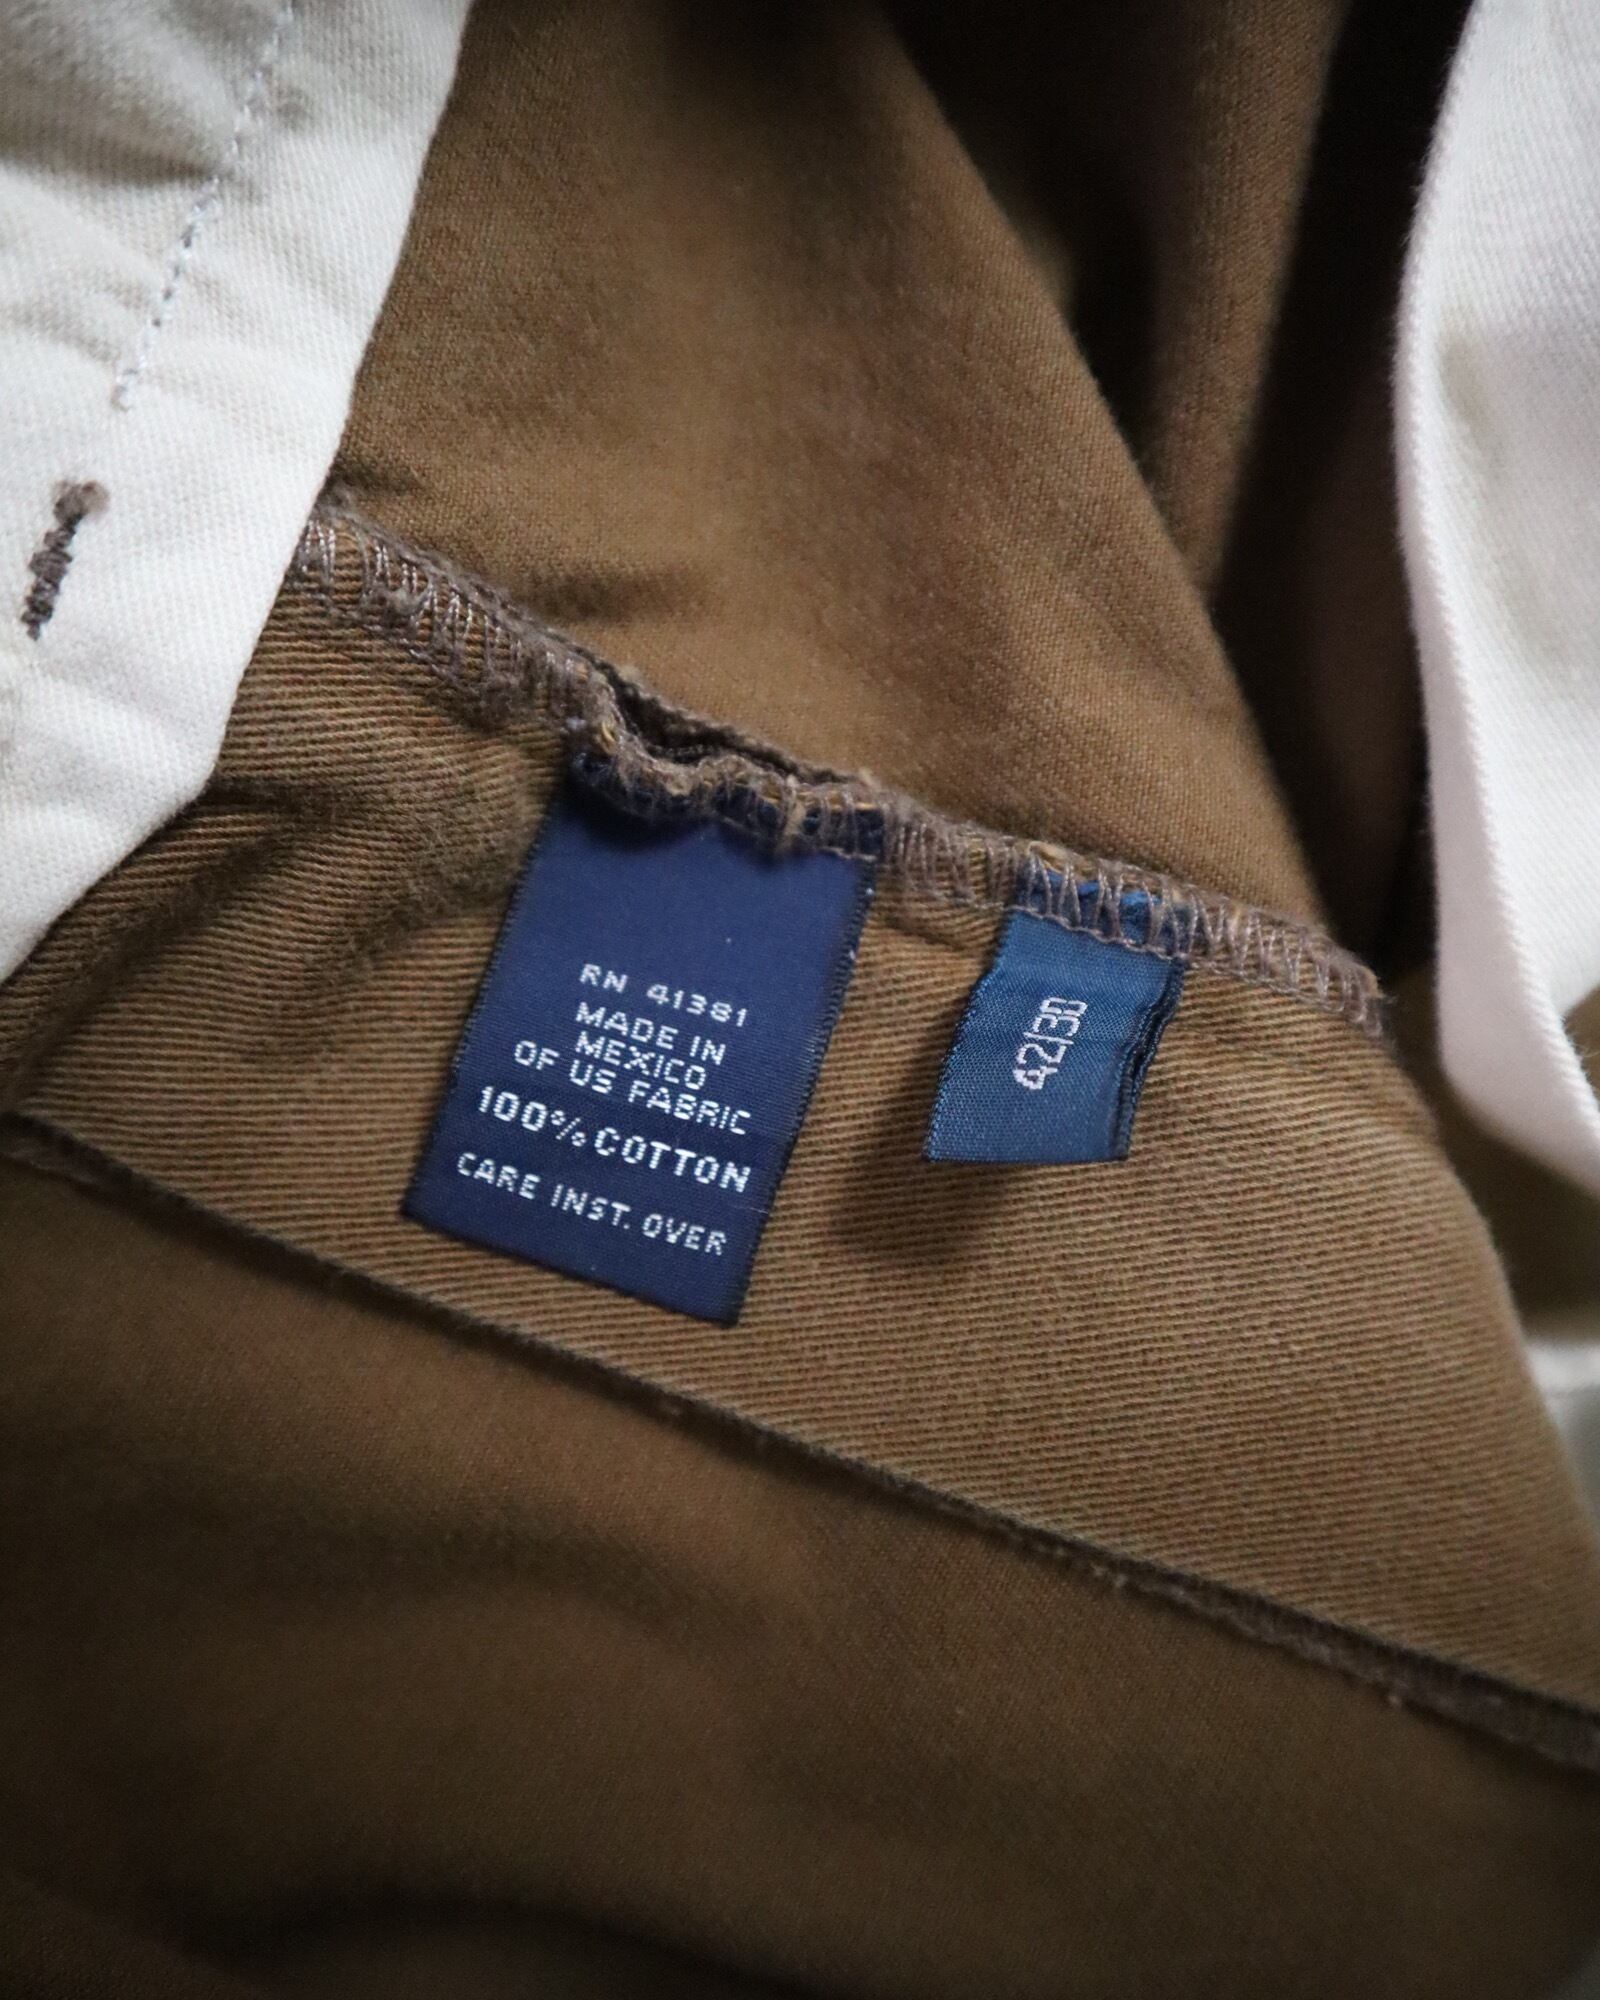 RN 41381
MADE IN
MEXICO
OF US FABRIC
100% COTTON
CARE INST. OVER
42/30